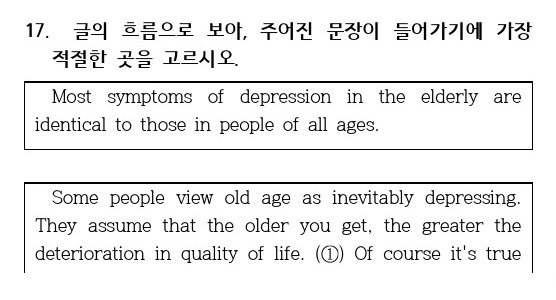 17. 글의 흐름으로 보아, 주어진 문장이 들어가기에 가장
적절한 곳을 고르시오.
Most symptoms of depression in the elderly are
identical to those in people of all ages.
Some people view old age as inevitably depressing.
They assume that the older you get, the greater the
deterioration in quality of life. (①) Of course it's true